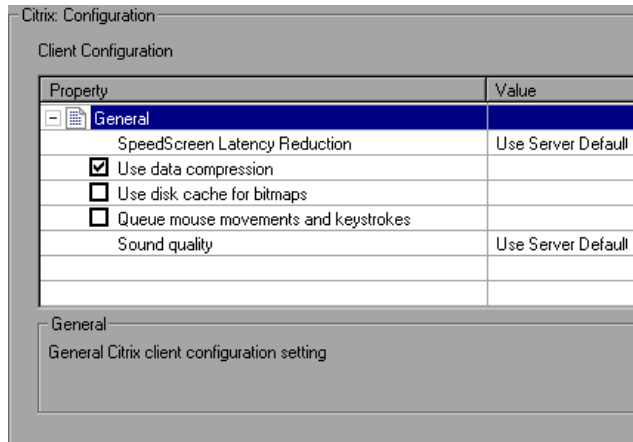 Citrix: Configuration
Client Configuration
Property Value
General
SpeedScreen Latency Reduction Use Server Default
Use data compression
Use disk cache for bitmaps
Queue mouse movements and keystrokes
Sound quality Use Server Default
General
General Citrix client configuration setting